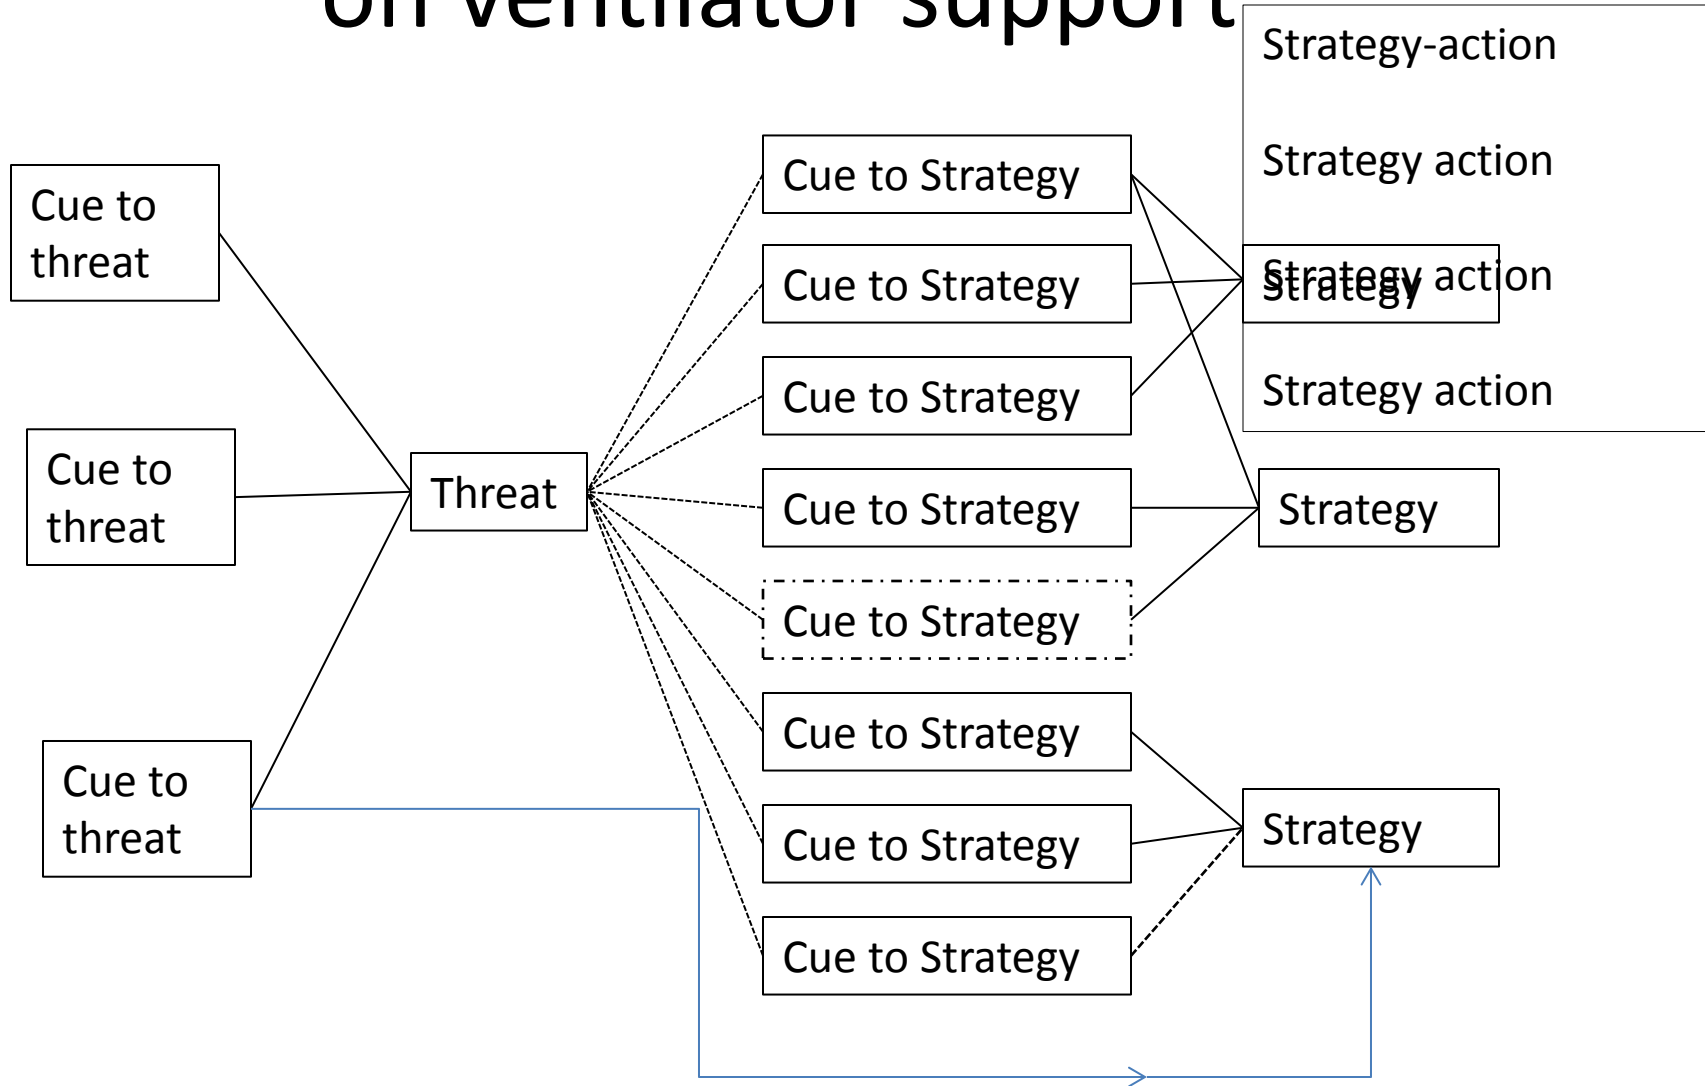 on ventilator support
Strategy-action
Strategy action
Strategy action
Strategy
Strategy action
Cue to
threat
Cue to
threat
Cue to
threat
Threat
Cue to Strategy
Cue to Strategy
Cue to Strategy
Cue to Strategy
Cue to Strategy
Cue to Strategy
Cue to Strategy
Cue to Strategy
Strategy
Strategy